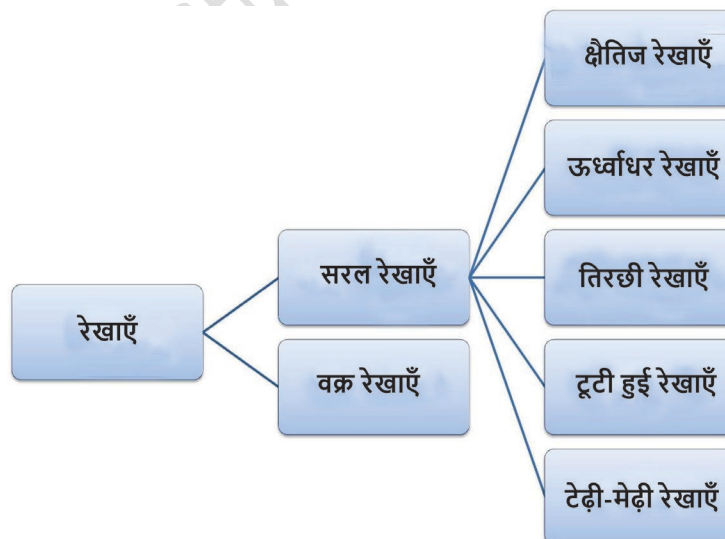 रेखाएँ
सरल रेखाएँ
वक्र रेखाएँ
क्षैतिज रेखाएँ
ऊर्ध्वाधर रेखाएँ
तिरछी रेखाएँ
टूटी हुई रेखाएँ
टेढ़ी-मेढ़ी रेखाएँ